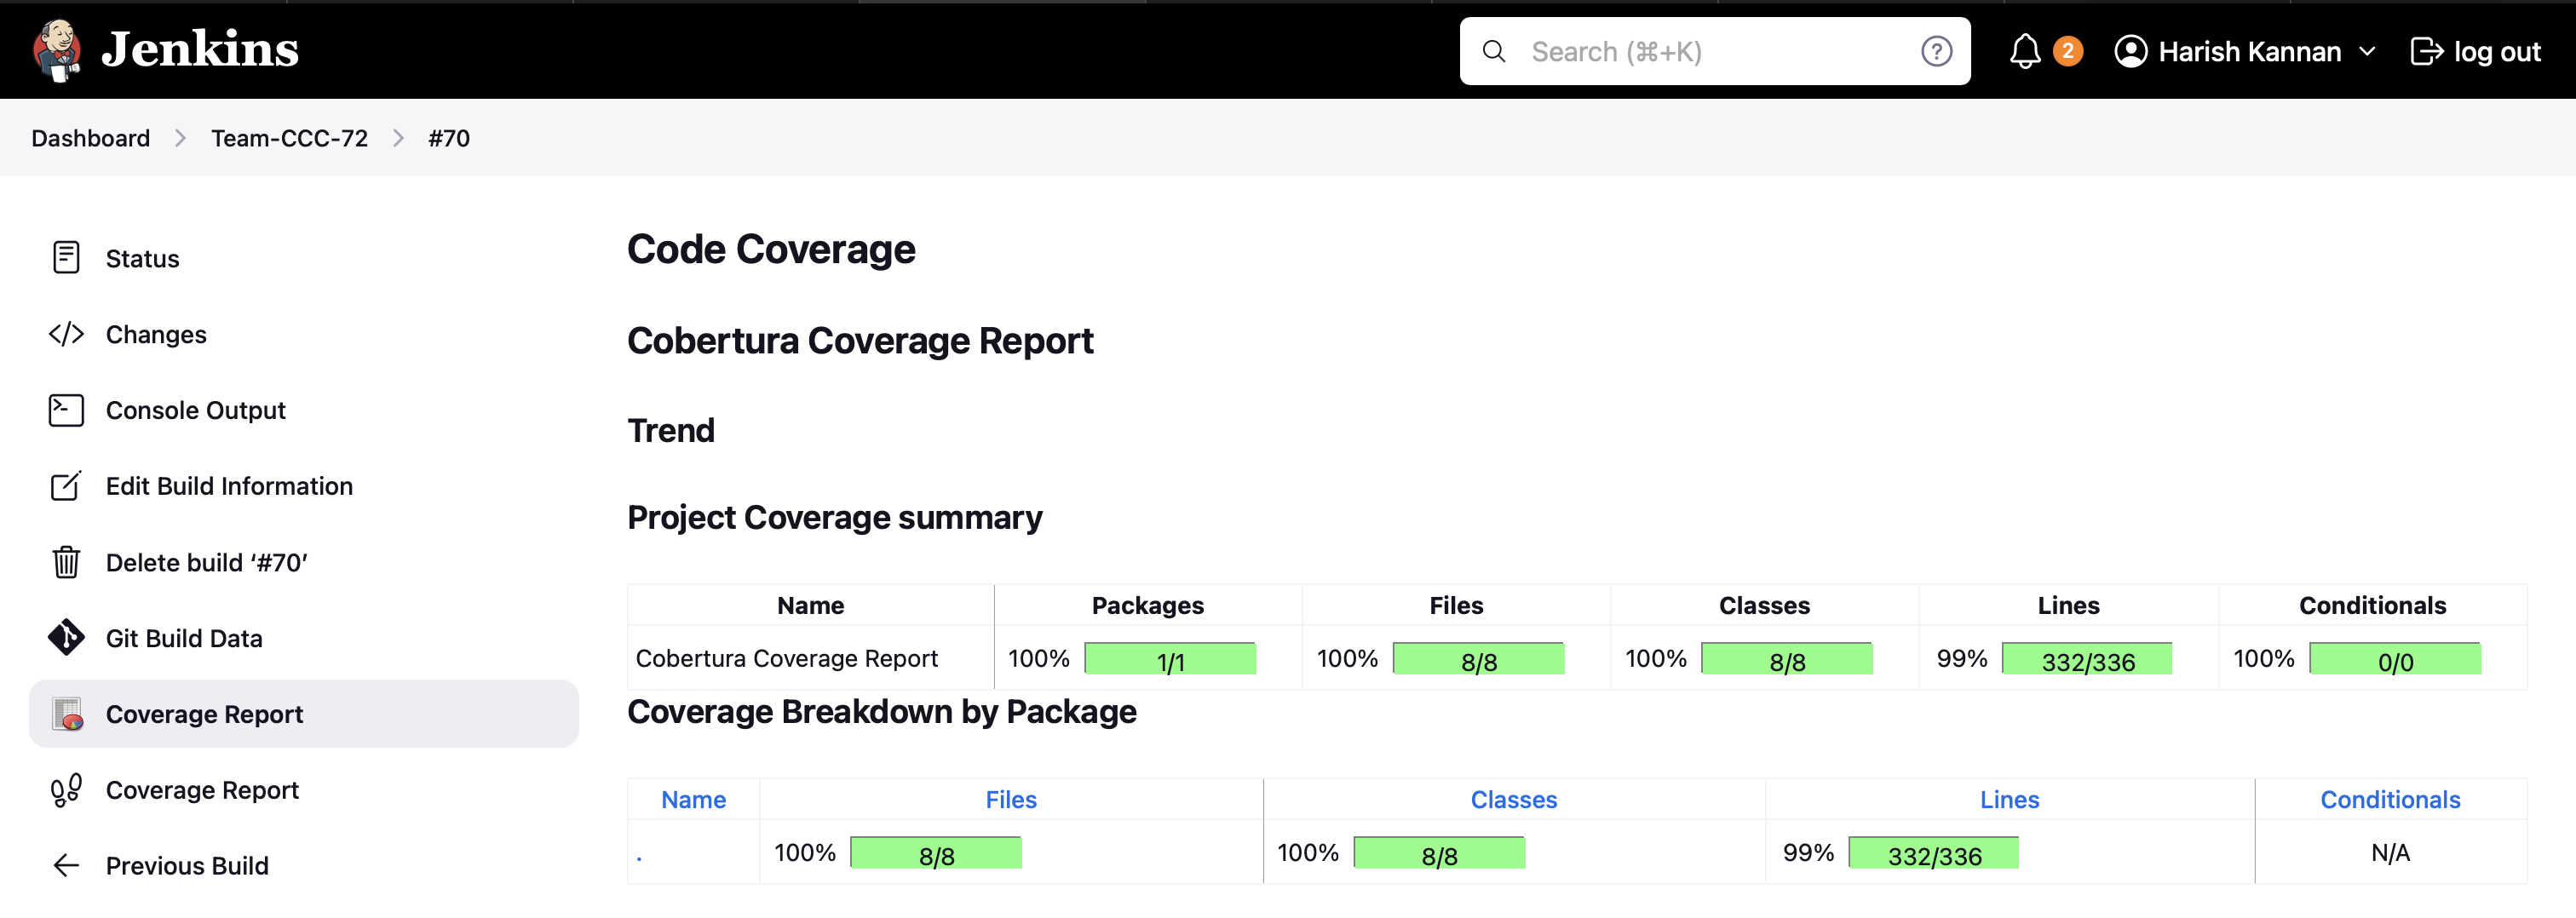 Jenkins
Search (⌘+K)
2
Harish Kannan
log out
Dashboard
Team-CCC-72
#70
Status
Changes
Console Output
Edit Build Information
Delete build ‘#70’
Git Build Data
Coverage Report
Coverage Report
Previous Build
Code Coverage
Cobertura Coverage Report
Trend
Project Coverage summary
Name Packages Files Classes Lines Conditionals
Cobertura Coverage Report 100% 1/1 100% 8/8 100% 8/8 99% 332/336 100% 0/0
Coverage Breakdown by Package
Name Files Classes Lines Conditionals
. 100% 8/8 100% 8/8 99% 332/336 N/A